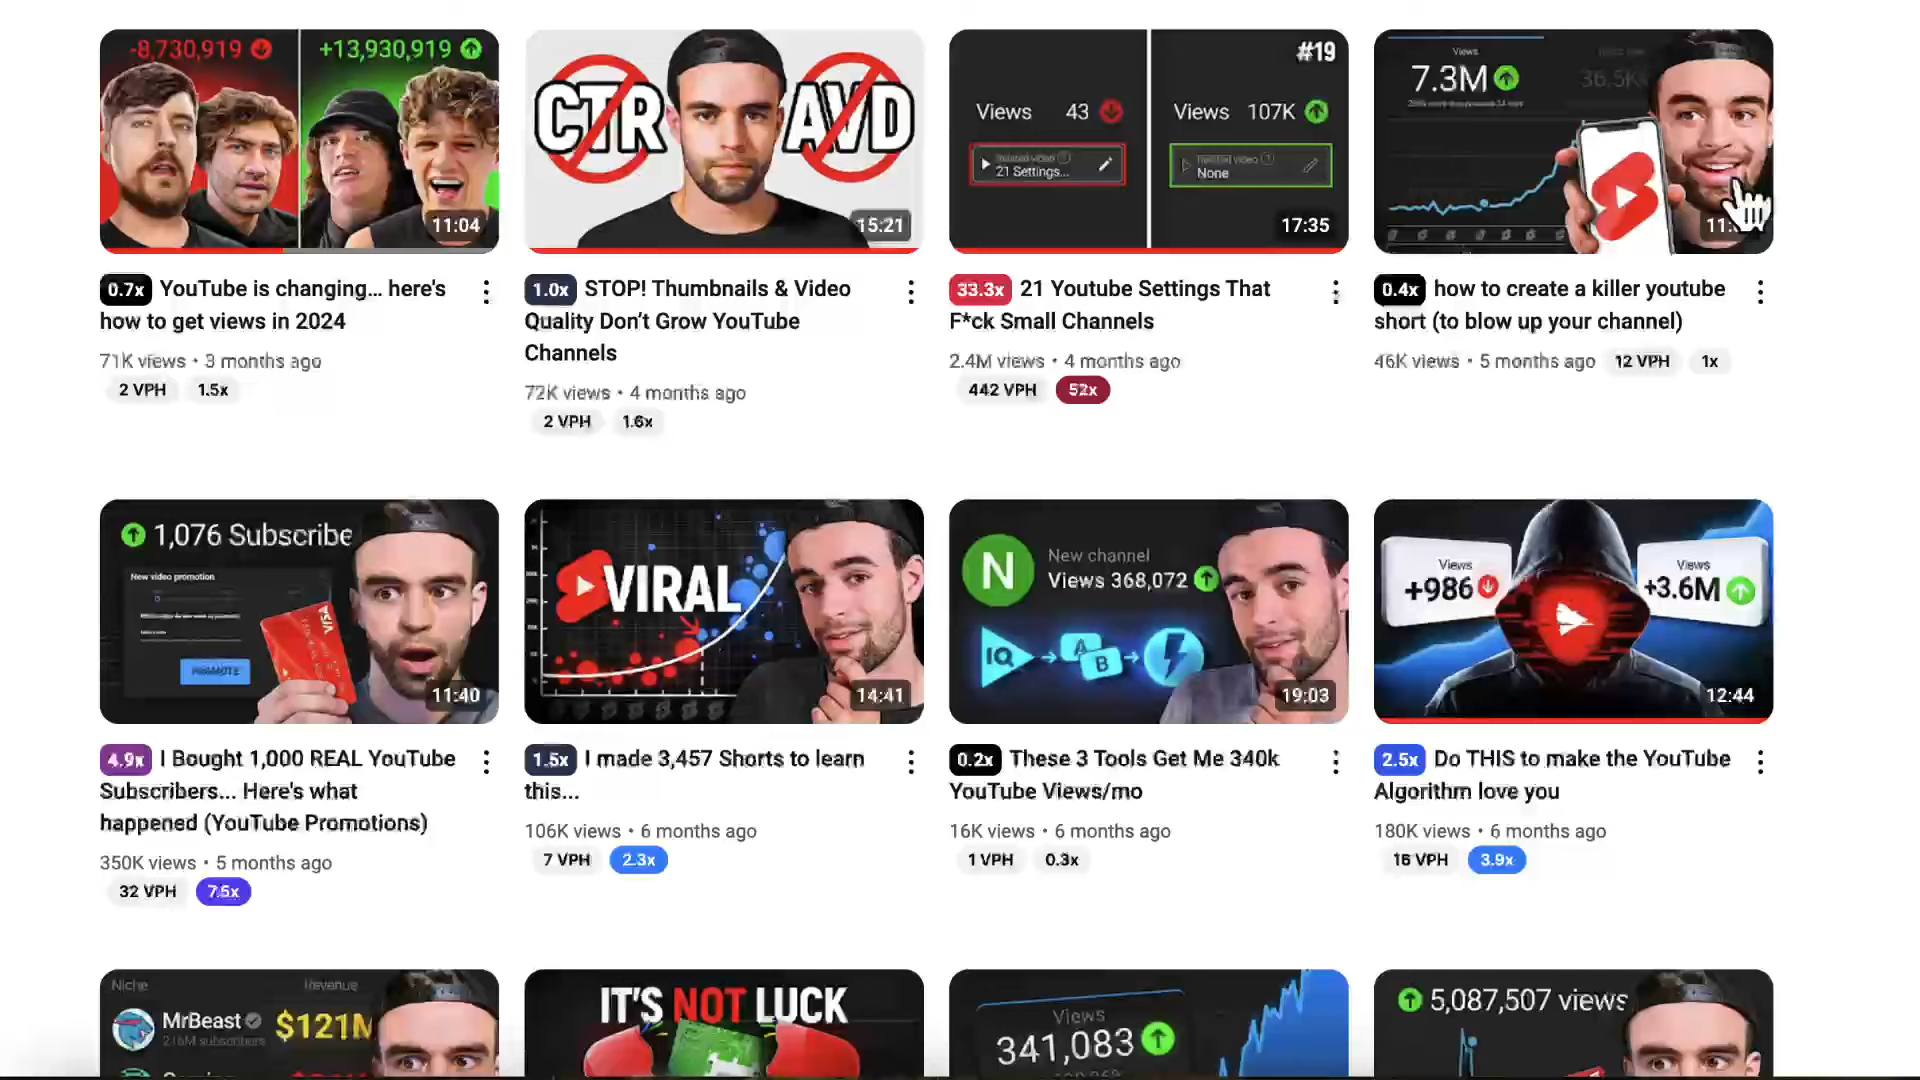 -8,730,919
+13,930,919
11:04
CTR
AVD
15:21
#19
Views 43
Views 107K
Related video
21 Settings...
Related video
None
17:35
Views
7.3M
36.5K
0.7x YouTube is changing... here's
how to get views in 2024
71K views • 3 months ago
2 VPH 1.5x
1.0x STOP! Thumbnails & Video
Quality Don't Grow YouTube
Channels
72K views • 4 months ago
2 VPH 1.6x
33.3x 21 Youtube Settings That
F*ck Small Channels
2.4M views • 4 months ago
442 VPH 52x
0.4x how to create a killer youtube
short (to blow up your channel)
46K views • 5 months ago 12 VPH 1x
1,076 Subscribe
New video promotion
VISA
PROMOTE
11:40
VIRAL
14:41
N
New channel
Views 368,072
IQ
A
B
19:03
Views
+986
Views
+3.6M
12:44
4.9x I Bought 1,000 REAL YouTube
Subscribers... Here's what
happened (YouTube Promotions)
350K views • 5 months ago
32 VPH 7.5x
1.5x I made 3,457 Shorts to learn
this...
106K views • 6 months ago
7 VPH 2.3x
0.2x These 3 Tools Get Me 340k
YouTube Views/mo
16K views • 6 months ago
1 VPH 0.3x
2.5x Do THIS to make the YouTube
Algorithm love you
180K views • 6 months ago
16 VPH 3.9x
Niche Revenue
MrBeast $121M
216M subscribers
IT'S NOT LUCK
Views
341,083
5,087,507 views